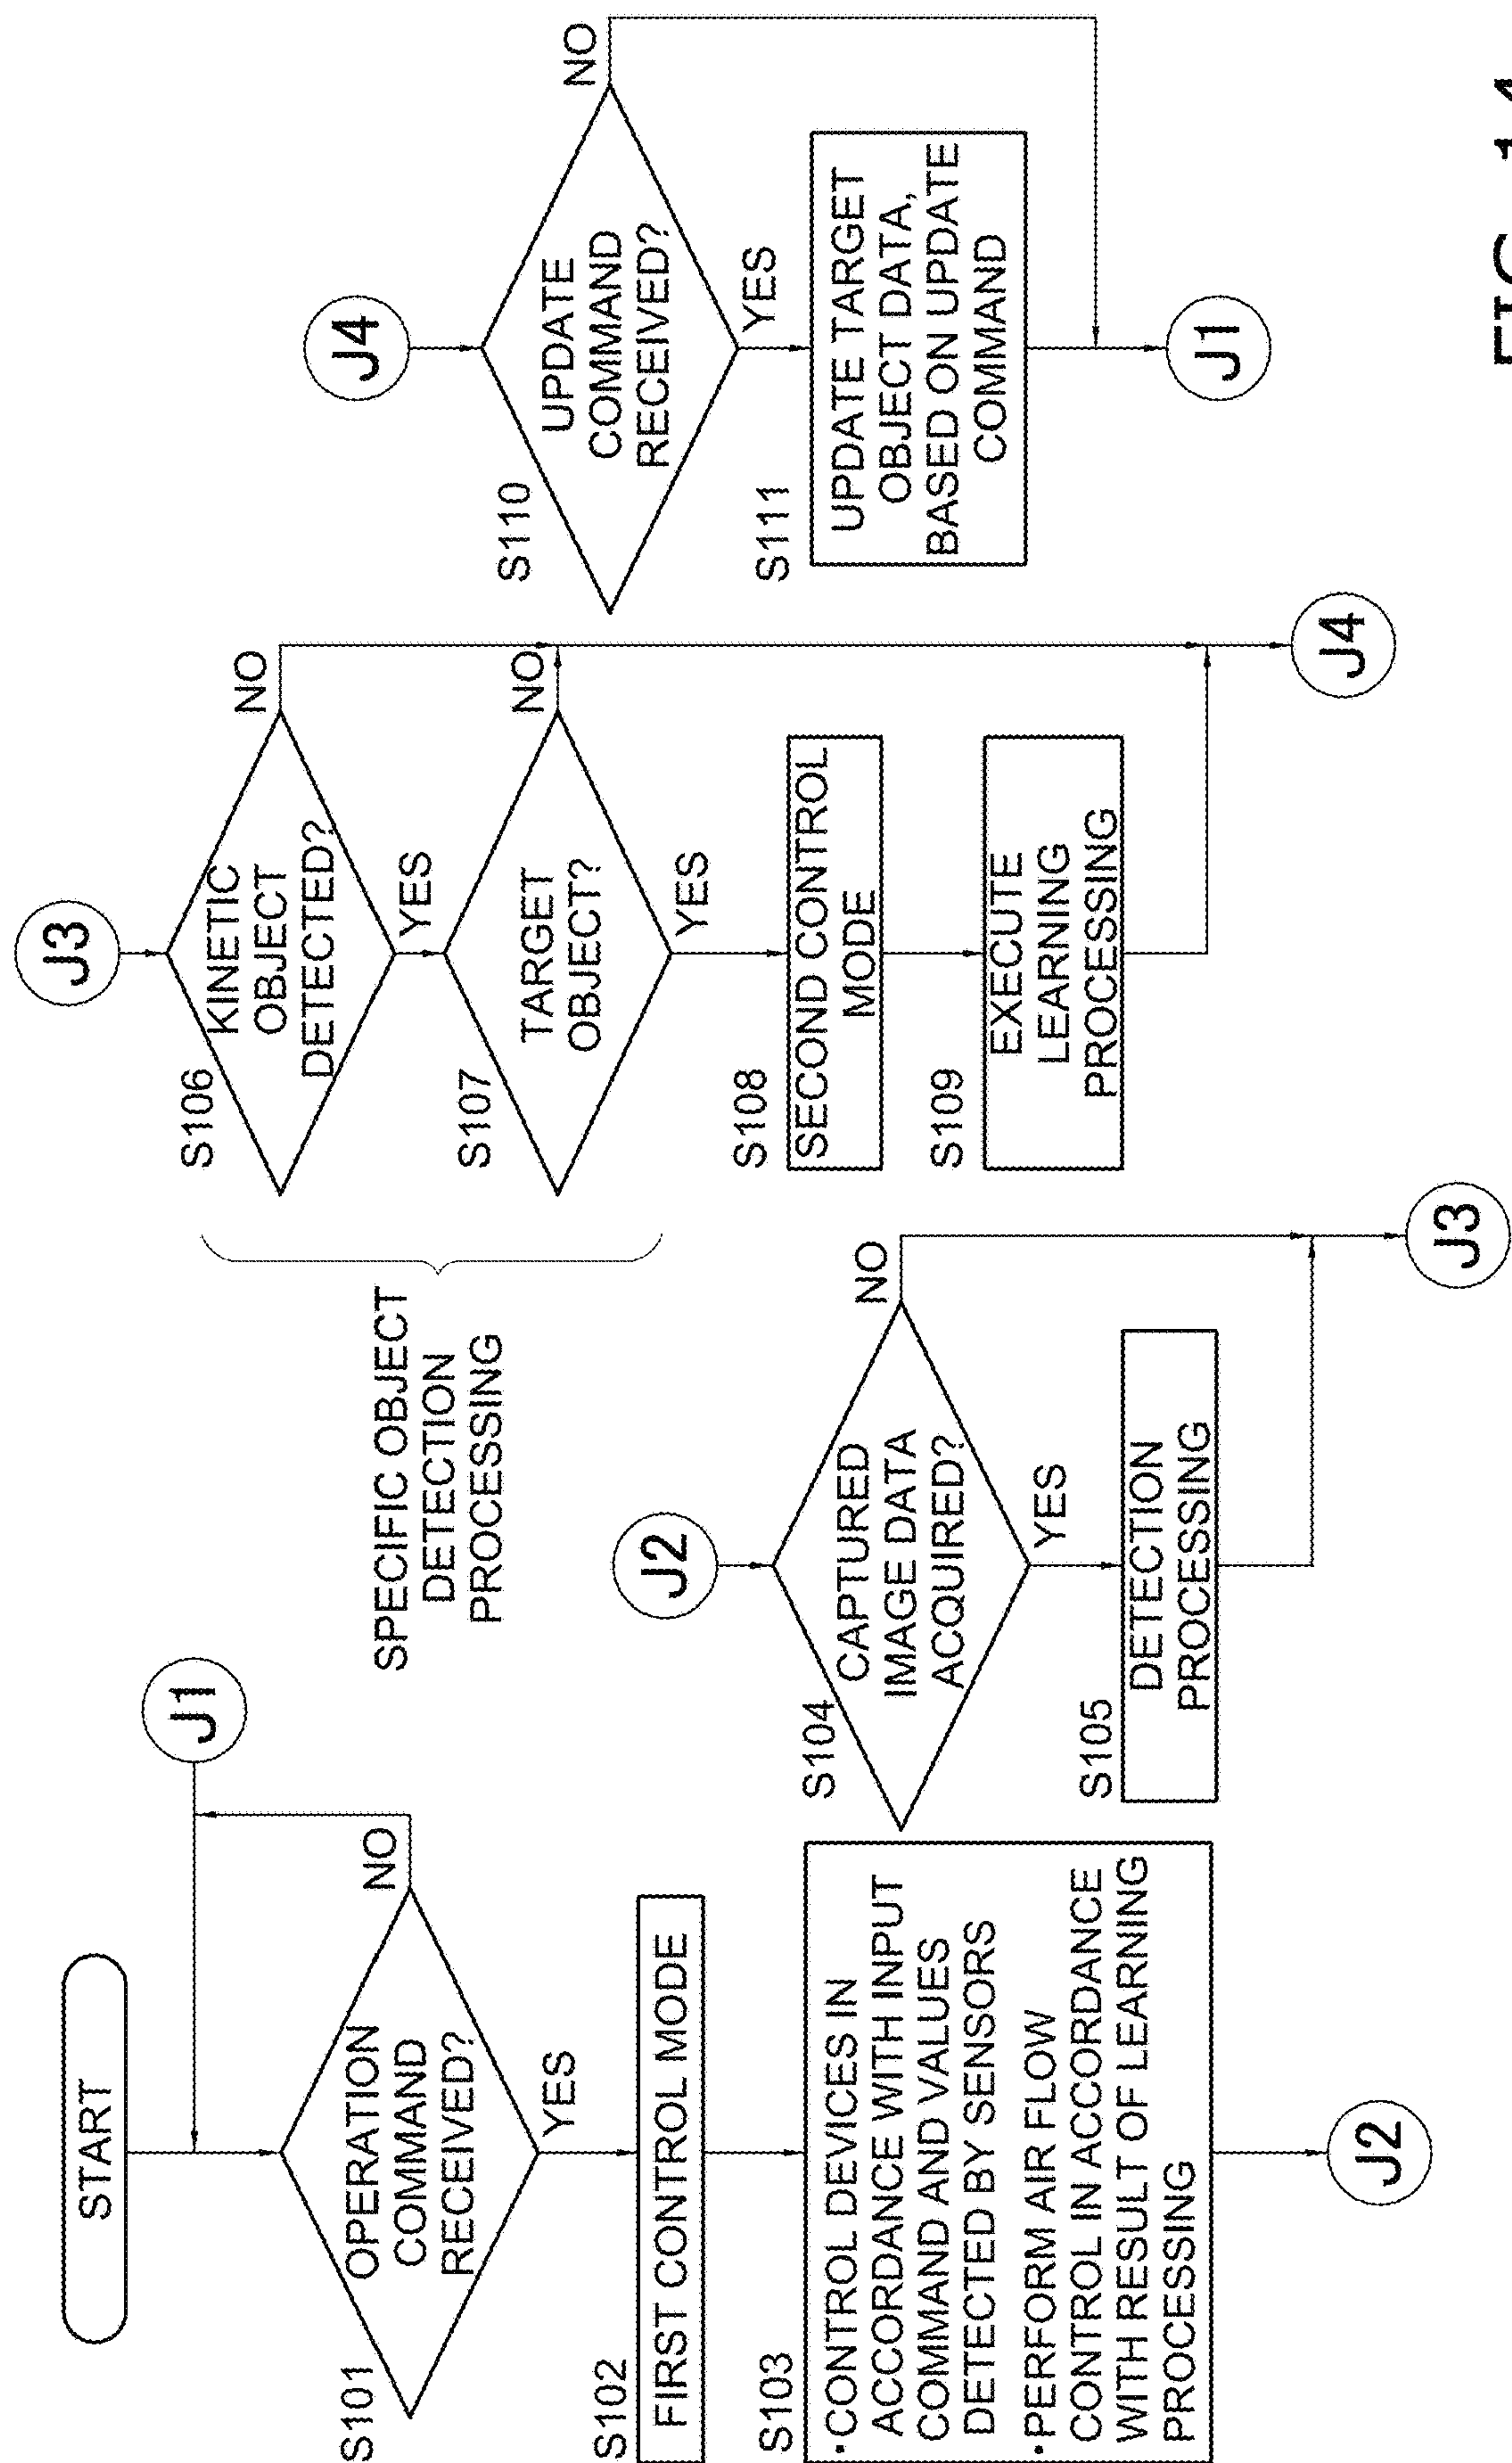 START
J1
S101
OPERATION
COMMAND
RECEIVED?
NO
YES
S102
FIRST CONTROL MODE
S103
·CONTROL DEVICES IN
ACCORDANCE WITH INPUT
COMMAND AND VALUES
DETECTED BY SENSORS
·PERFORM AIR FLOW
CONTROL IN ACCORDANCE
WITH RESULT OF LEARNING
PROCESSING
J2
J2
S104
CAPTURED
IMAGE DATA
ACQUIRED?
NO
YES
S105
DETECTION
PROCESSING
J3
J3
S106
KINETIC
OBJECT
DETECTED?
NO
YES
S107
TARGET
OBJECT?
NO
YES
SPECIFIC OBJECT
DETECTION
PROCESSING
S108
SECOND CONTROL
MODE
S109
EXECUTE
LEARNING
PROCESSING
J4
J4
S110
UPDATE
COMMAND
RECEIVED?
NO
YES
S111
UPDATE TARGET
OBJECT DATA,
BASED ON UPDATE
COMMAND
J1
FIG. 14